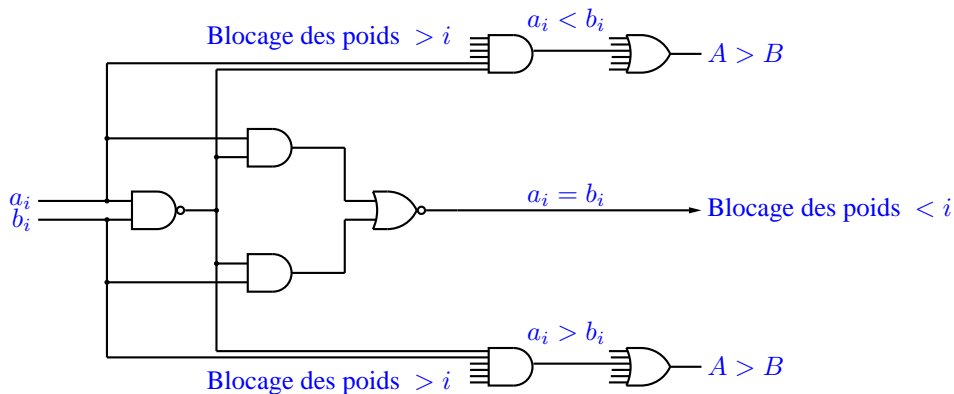 a_i < b_i
Blocage des poids > i
A > B
a_i
b_i
a_i = b_i
Blocage des poids < i
a_i > b_i
A > B
Blocage des poids > i